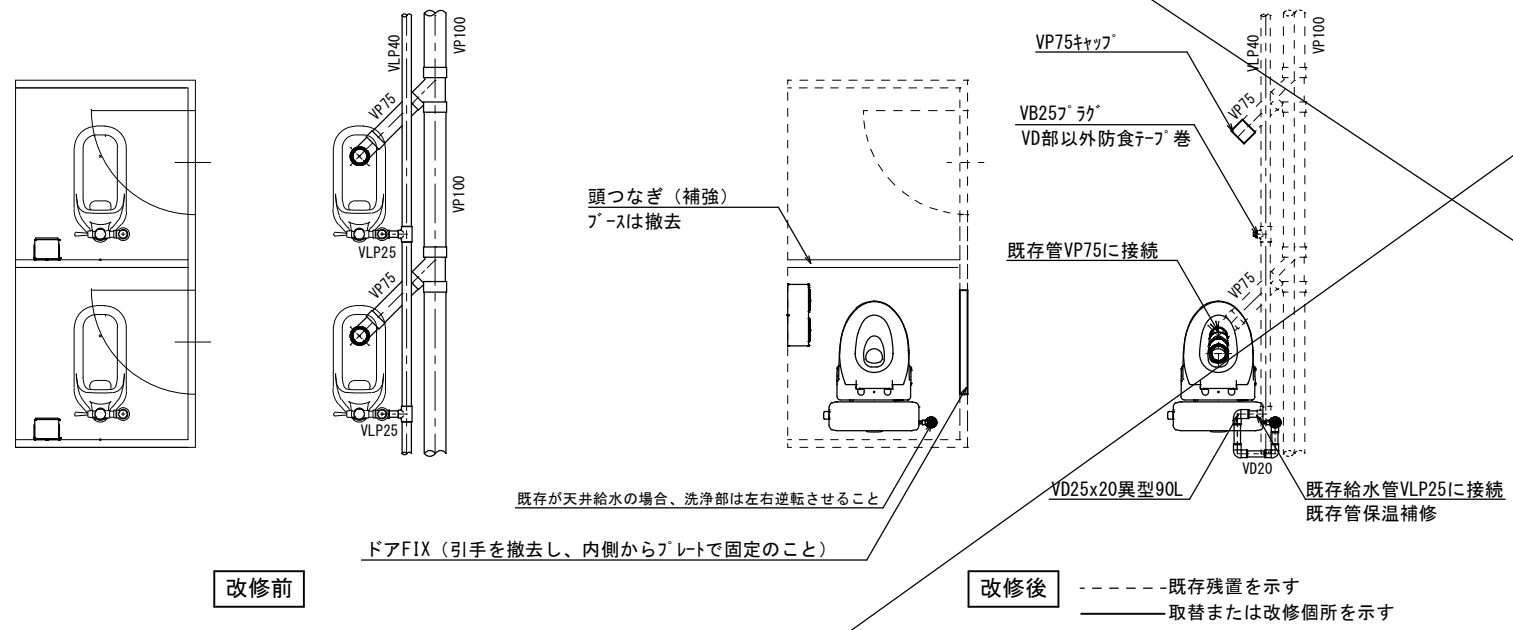 VLP40
VP100
VP75
VP100
VLP25
VP75
VLP25
改修前
頭つなぎ（補強）
ブースは撤去
既存が天井給水の場合、洗浄部は左右逆転させること
ドアFIX（引手を撤去し、内側からプレートで固定のこと）
VP75キャップ
VLP40
VP100
VP75
VB25プラグ
VD部以外防食テープ巻
既存管VP75に接続
VP75
VD20
VD25x20異型90L
既存給水管VLP25に接続
既存管保温補修
改修後
既存残置を示す
取替または改修個所を示す